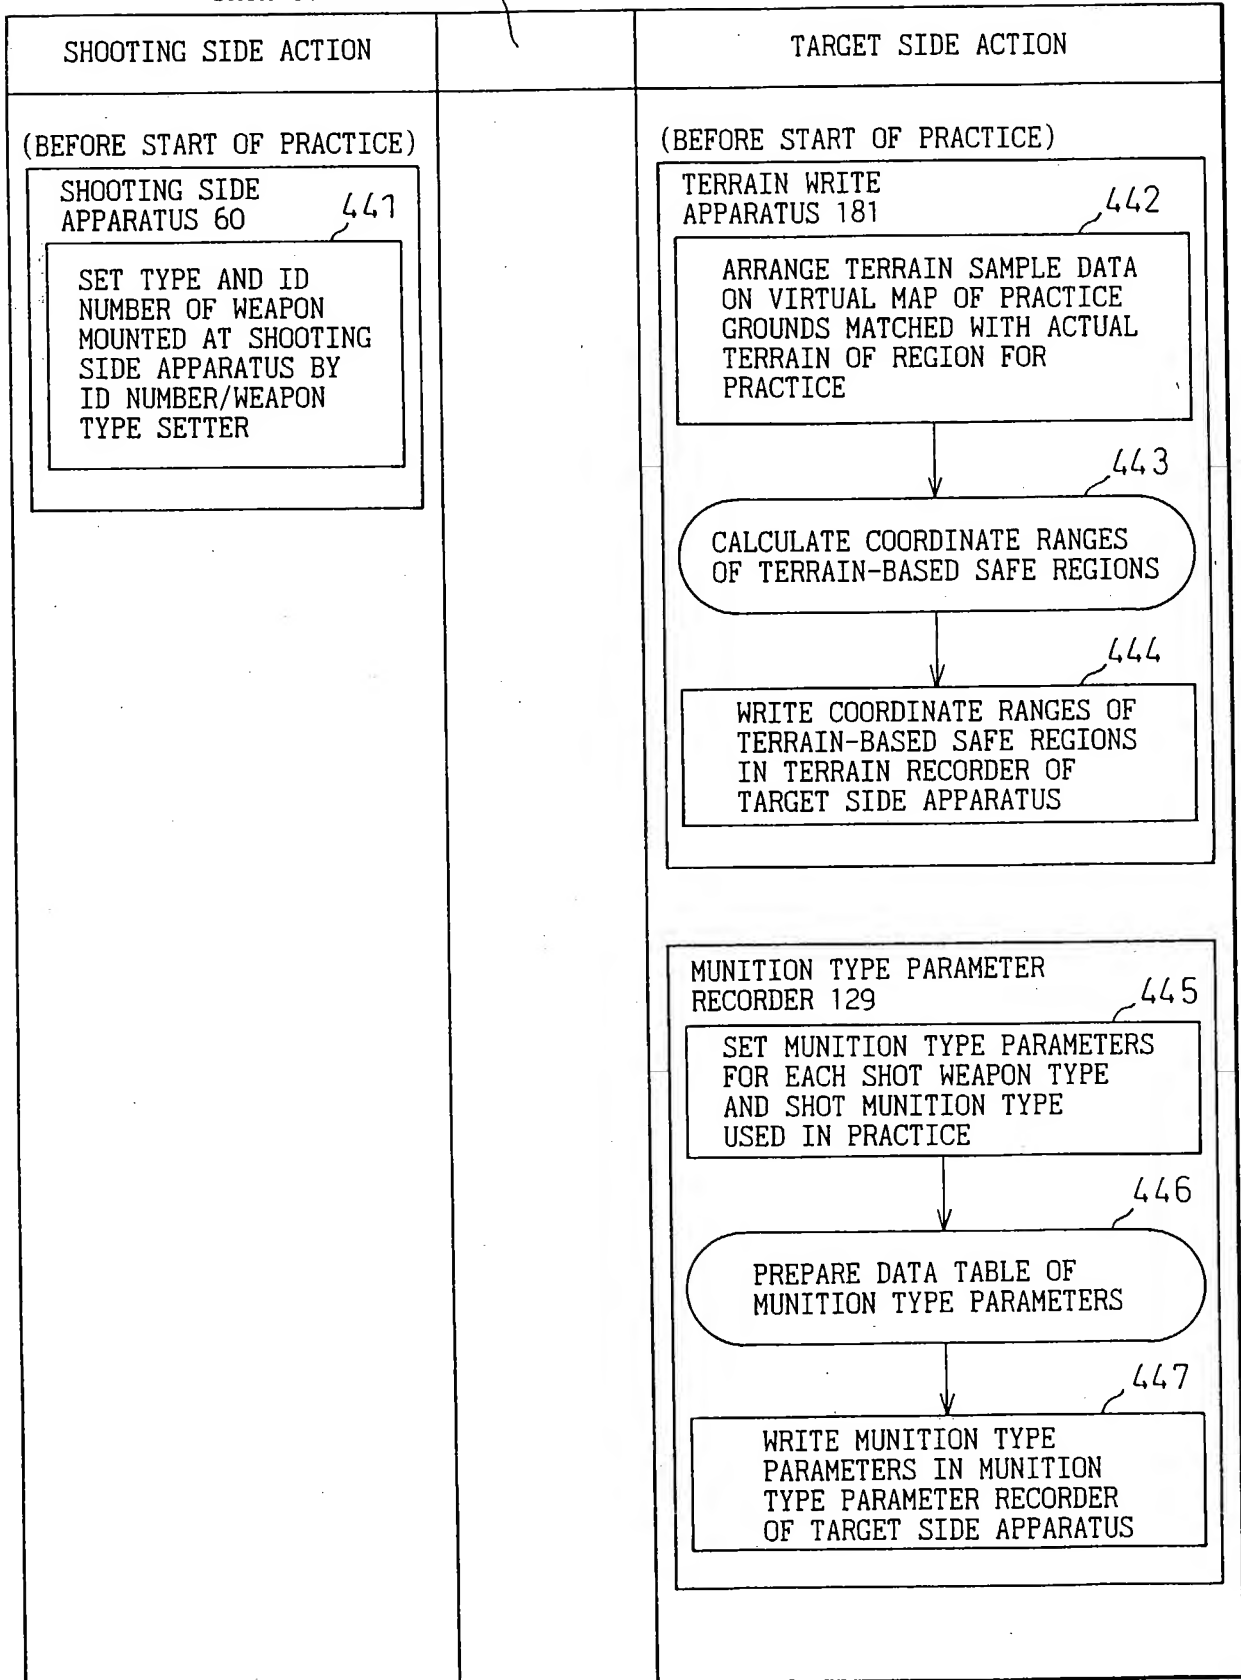 SHOOTING SIDE ACTION
TARGET SIDE ACTION
(BEFORE START OF PRACTICE)
SHOOTING SIDE
APPARATUS 60
441
SET TYPE AND ID
NUMBER OF WEAPON
MOUNTED AT SHOOTING
SIDE APPARATUS BY
ID NUMBER/WEAPON
TYPE SETTER
(BEFORE START OF PRACTICE)
TERRAIN WRITE
APPARATUS 181
442
ARRANGE TERRAIN SAMPLE DATA
ON VIRTUAL MAP OF PRACTICE
GROUNDS MATCHED WITH ACTUAL
TERRAIN OF REGION FOR
PRACTICE
443
CALCULATE COORDINATE RANGES
OF TERRAIN-BASED SAFE REGIONS
444
WRITE COORDINATE RANGES OF
TERRAIN-BASED SAFE REGIONS
IN TERRAIN RECORDER OF
TARGET SIDE APPARATUS
MUNITION TYPE PARAMETER
RECORDER 129
445
SET MUNITION TYPE PARAMETERS
FOR EACH SHOT WEAPON TYPE
AND SHOT MUNITION TYPE
USED IN PRACTICE
446
PREPARE DATA TABLE OF
MUNITION TYPE PARAMETERS
447
WRITE MUNITION TYPE
PARAMETERS IN MUNITION
TYPE PARAMETER RECORDER
OF TARGET SIDE APPARATUS